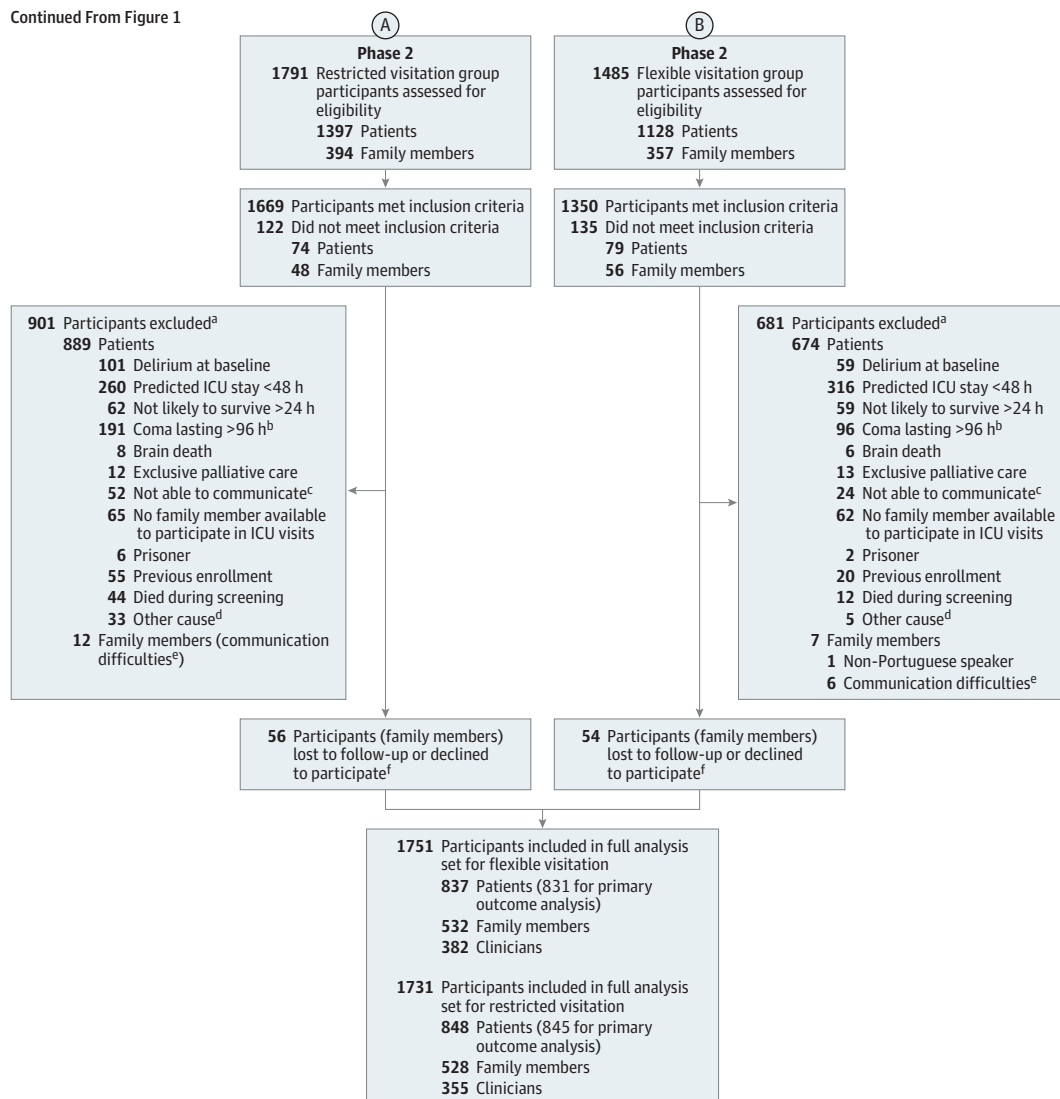 Continued From Figure 1
A
Phase 2
1791 Restricted visitation group
participants assessed for
eligibility
1397 Patients
394 Family members
1669 Participants met inclusion criteria
122 Did not meet inclusion criteria
74 Patients
48 Family members
901 Participants excludedᵃ
889 Patients
101 Delirium at baseline
260 Predicted ICU stay <48 h
62 Not likely to survive >24 h
191 Coma lasting >96 hᵇ
8 Brain death
12 Exclusive palliative care
52 Not able to communicateᶜ
65 No family member available
to participate in ICU visits
6 Prisoner
55 Previous enrollment
44 Died during screening
33 Other causeᵈ
12 Family members (communication
difficultiesᵉ)
56 Participants (family members)
lost to follow-up or declined
to participateᶠ
B
Phase 2
1485 Flexible visitation group
participants assessed for
eligibility
1128 Patients
357 Family members
1350 Participants met inclusion criteria
135 Did not meet inclusion criteria
79 Patients
56 Family members
681 Participants excludedᵃ
674 Patients
59 Delirium at baseline
316 Predicted ICU stay <48 h
59 Not likely to survive >24 h
96 Coma lasting >96 hᵇ
6 Brain death
13 Exclusive palliative care
24 Not able to communicateᶜ
62 No family member available
to participate in ICU visits
2 Prisoner
20 Previous enrollment
12 Died during screening
5 Other causeᵈ
7 Family members
1 Non-Portuguese speaker
6 Communication difficultiesᵉ
54 Participants (family members)
lost to follow-up or declined
to participateᶠ
1751 Participants included in full analysis
set for flexible visitation
837 Patients (831 for primary
outcome analysis)
532 Family members
382 Clinicians
1731 Participants included in full analysis
set for restricted visitation
848 Patients (845 for primary
outcome analysis)
528 Family members
355 Clinicians